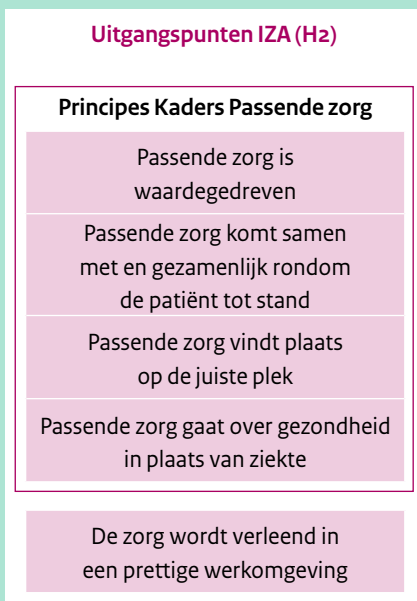 Uitgangspunten IZA (H2)
Principes Kaders Passende zorg
Passende zorg is
waardegedreven
Passende zorg komt samen
met en gezamenlijk rondom
de patiënt tot stand
Passende zorg vindt plaats
op de juiste plek
Passende zorg gaat over gezondheid
in plaats van ziekte
De zorg wordt verleend in
een prettige werkomgeving